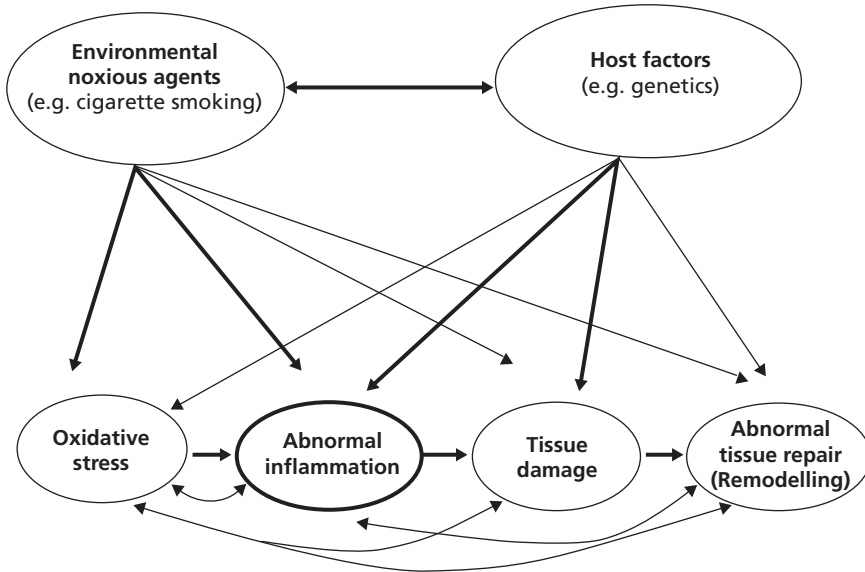 Environmental
noxious agents
(e.g. cigarette smoking)
Host factors
(e.g. genetics)
Oxidative
stress
Abnormal
inflammation
Tissue
damage
Abnormal
tissue repair
(Remodelling)